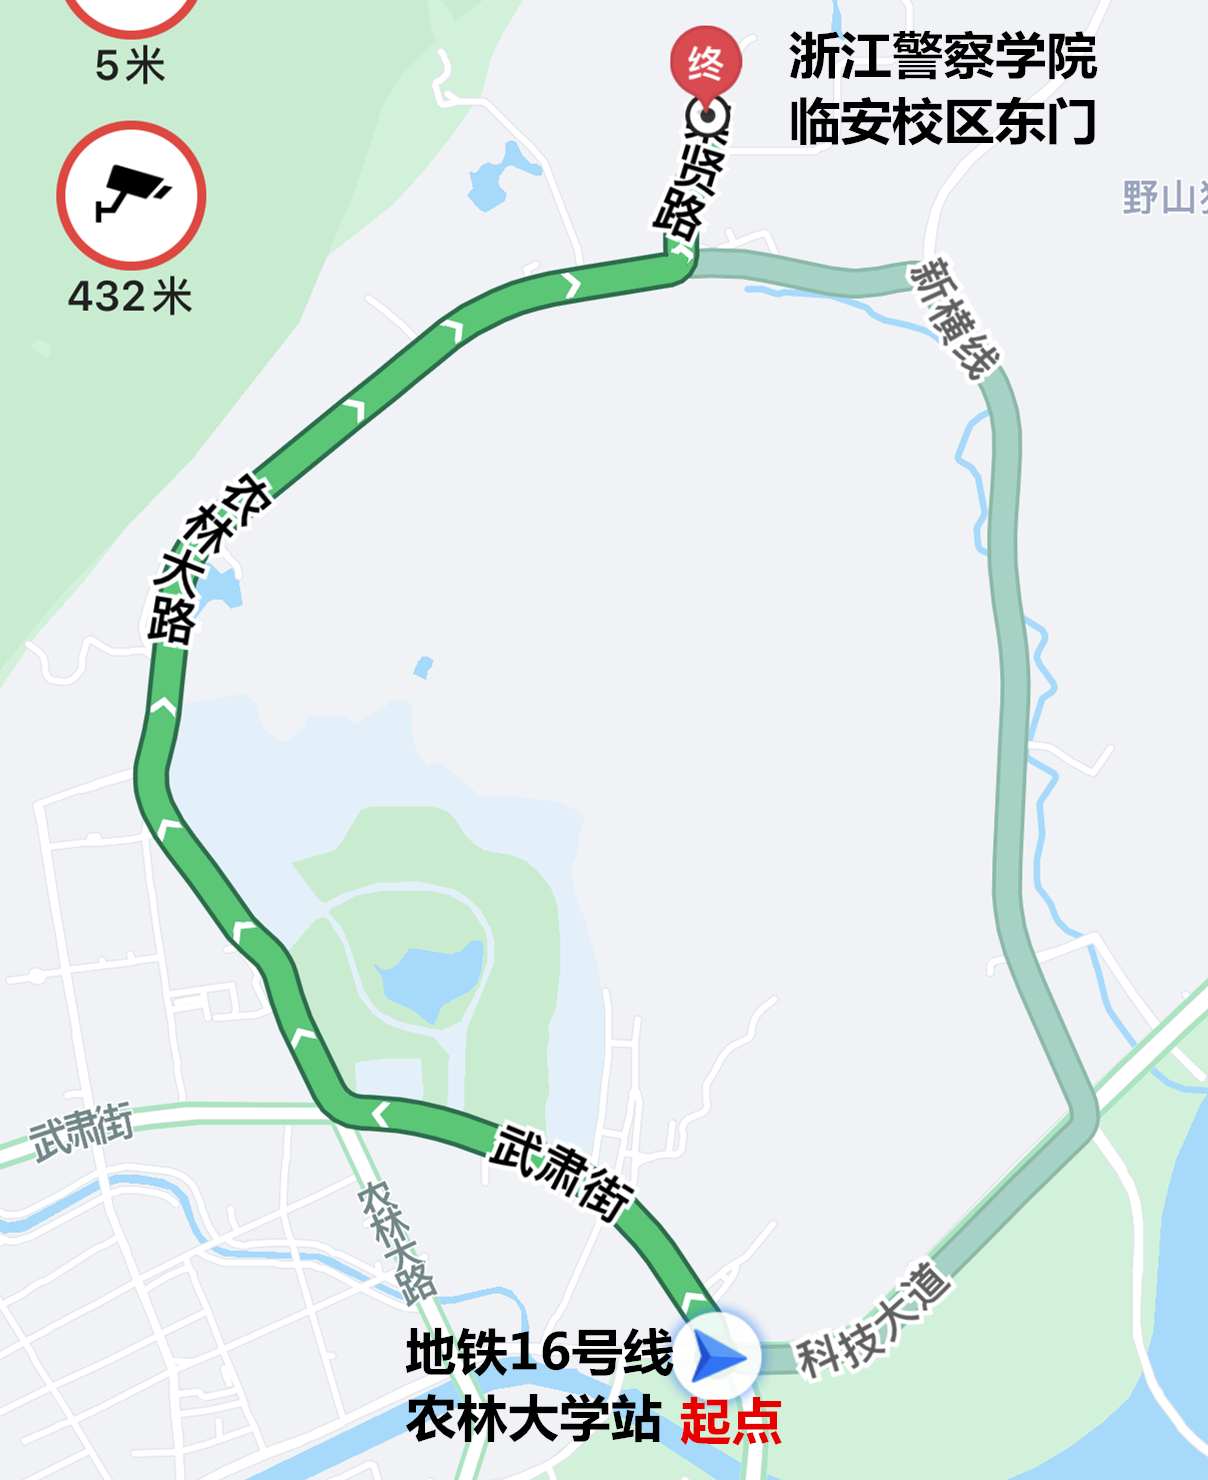 5米
432米
终
浙江警察学院
临安校区东门
贤路
野山
新横线
农林大路
武肃街
武肃街
农林大路
科技大道
地铁16号线
农林大学站 起点